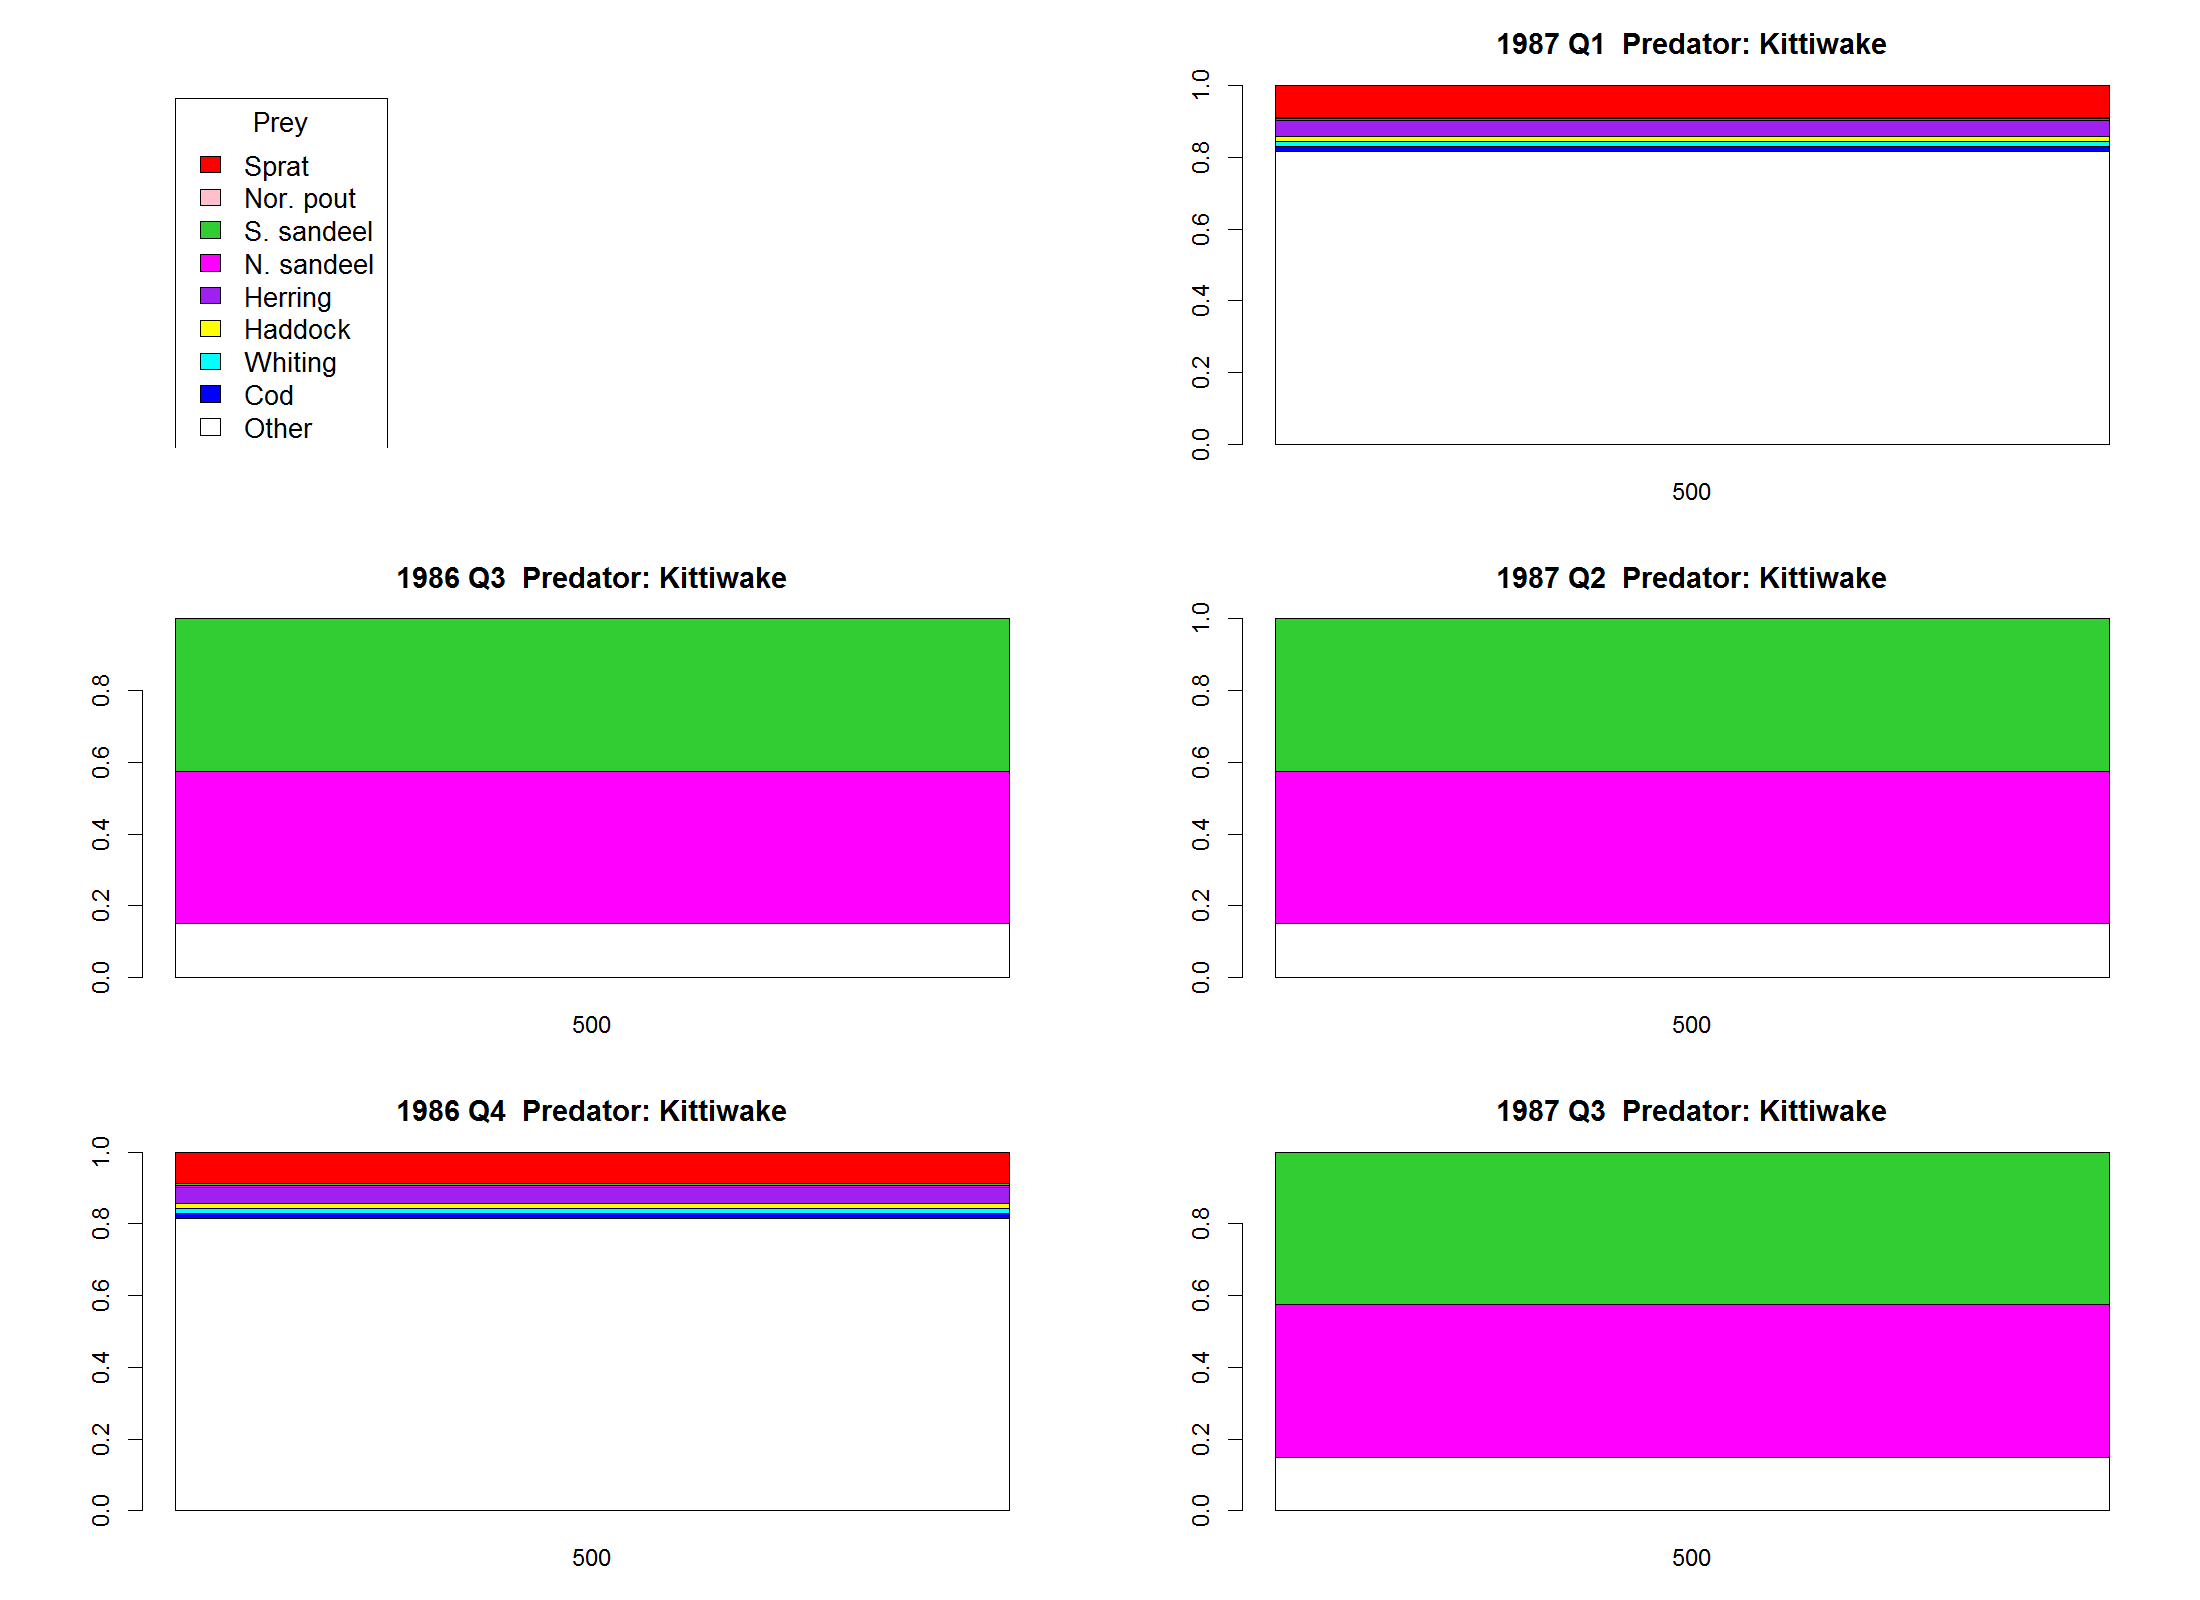 Prey
Sprat
Nor. pout
S. sandeel
N. sandeel
Herring
Haddock
Whiting
Cod
Other
1987 Q1  Predator: Kittiwake
1.0
0.8
0.6
0.4
0.2
0.0
500
1986 Q3  Predator: Kittiwake
0.8
0.6
0.4
0.2
0.0
500
1987 Q2  Predator: Kittiwake
1.0
0.8
0.6
0.4
0.2
0.0
500
1986 Q4  Predator: Kittiwake
1.0
0.8
0.6
0.4
0.2
0.0
500
1987 Q3  Predator: Kittiwake
0.8
0.6
0.4
0.2
0.0
500